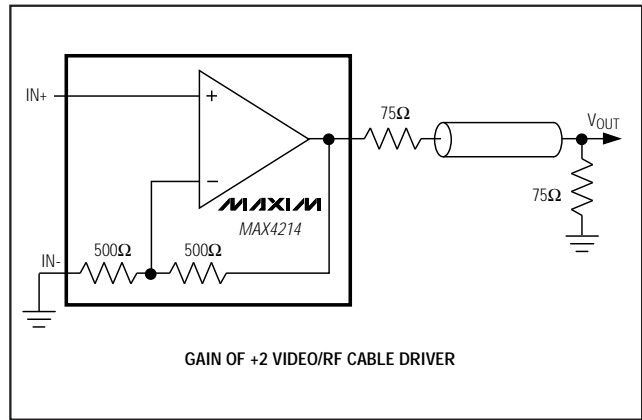 IN+
+
75Ω
VOUT
−
MAXIM
MAX4214
75Ω
500Ω
500Ω
IN-
GAIN OF +2 VIDEO/RF CABLE DRIVER